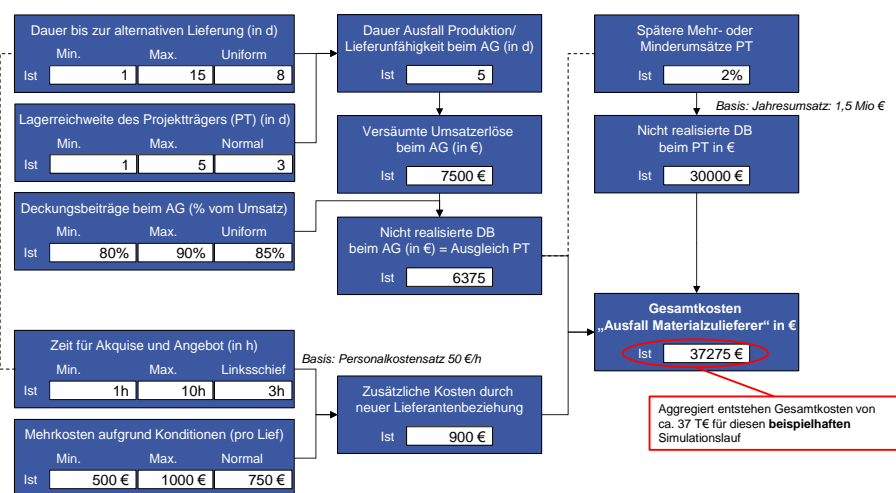 Dauer bis zur alternativen Lieferung (in d)
Min. Max. Uniform
Ist 1 15 8
Lagerreichweite des Projektträgers (PT) (in d)
Min. Max. Normal
Ist 1 5 3
Deckungsbeiträge beim AG (% vom Umsatz)
Min. Max. Uniform
Ist 80% 90% 85%
Zeit für Akquise und Angebot (in h)
Min. Max. Linksschief
Ist 1h 10h 3h
Mehrkosten aufgrund Konditionen (pro Lief)
Min. Max. Normal
Ist 500 € 1000 € 750 €
Dauer Ausfall Produktion/
Lieferunfähigkeit beim AG (in d)
Ist 5
Versäumte Umsatzerlöse
beim AG (in €)
Ist 7500 €
Nicht realisierte DB
beim AG (in €) = Ausgleich PT
Ist 6375
Basis: Personalkostensatz 50 €/h
Zusätzliche Kosten durch
neuer Lieferantenbeziehung
Ist 900 €
Spätere Mehr- oder
Minderumsätze PT
Ist 2%
Basis: Jahresumsatz: 1,5 Mio €
Nicht realisierte DB
beim PT in €
Ist 30000 €
Gesamtkosten
„Ausfall Materialzulieferer“ in €
Ist 37275 €
Aggregiert entstehen Gesamtkosten von
ca. 37 T€ für diesen beispielhaften
Simulationslauf